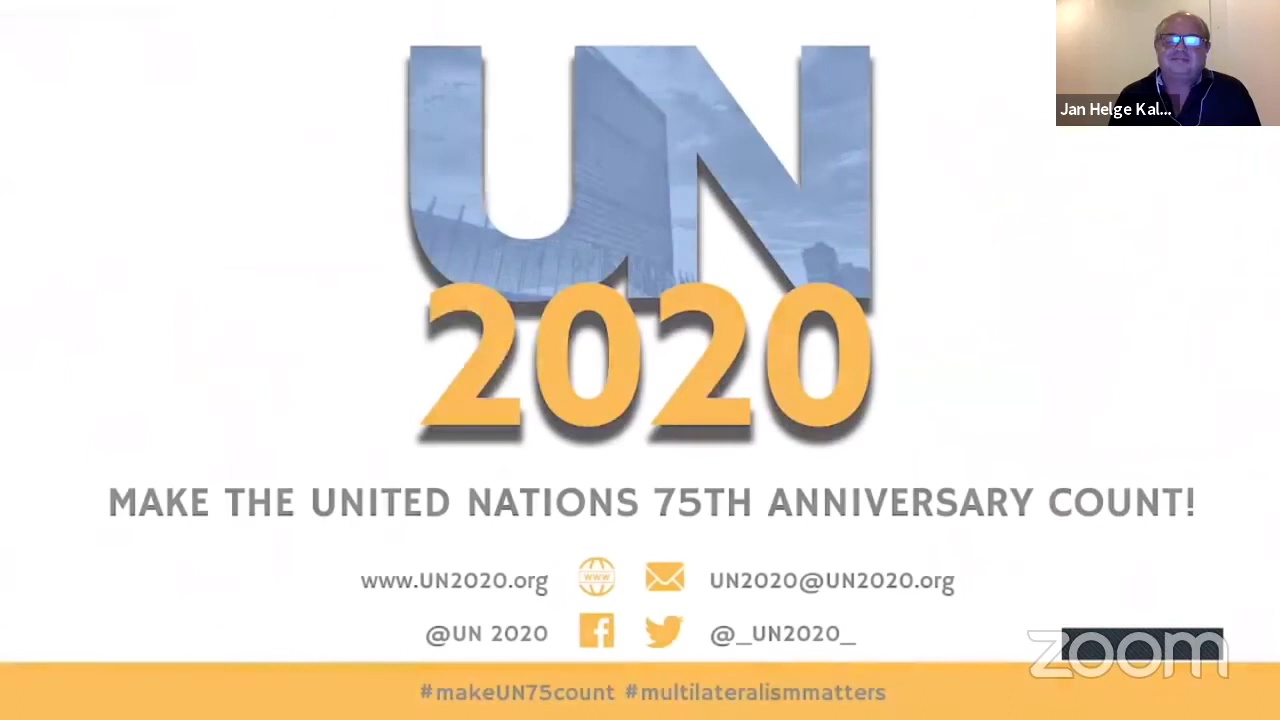 Jan Helge Kal...
UN
2020
MAKE THE UNITED NATIONS 75TH ANNIVERSARY COUNT!
www.UN2020.org WWW UN2020@UN2020.org
@UN 2020 @_UN2020_
zoom
#makeUN75count #multilateralismmatters